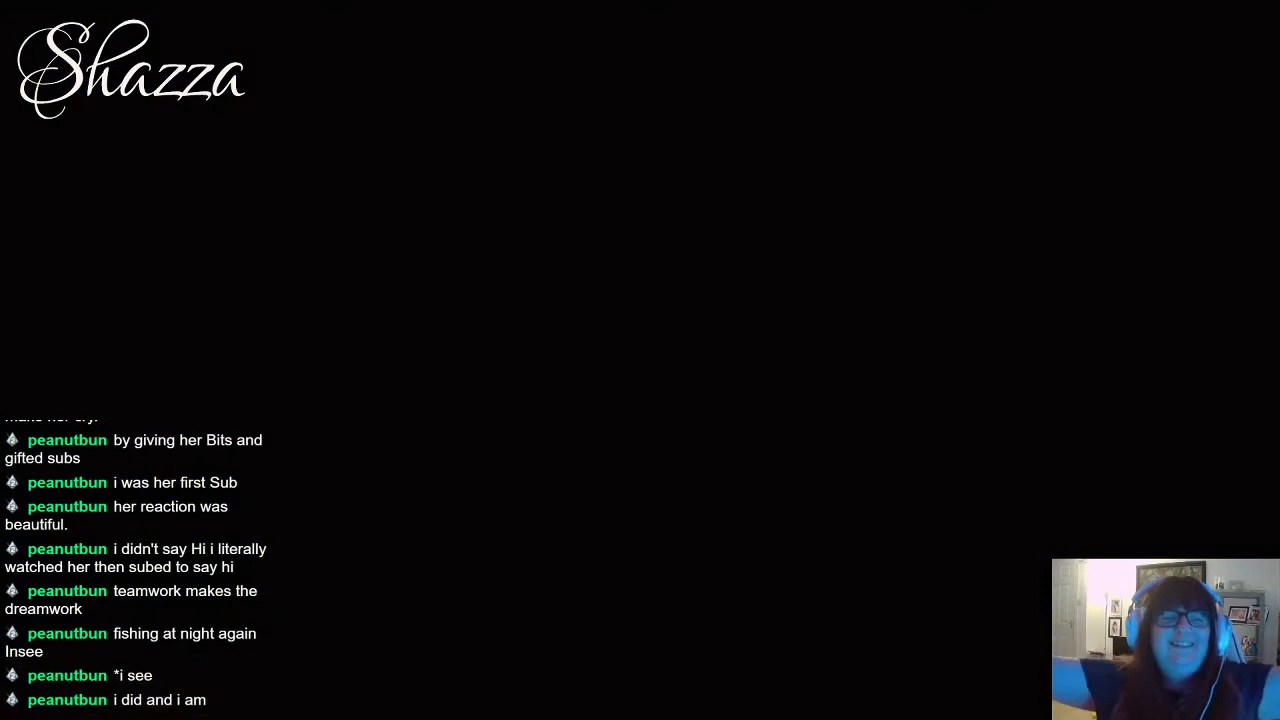 Shazza
peanutbun by giving her Bits and
gifted subs
peanutbun i was her first Sub
peanutbun her reaction was
beautiful.
peanutbun i didn't say Hi i literally
watched her then subed to say hi
peanutbun teamwork makes the
dreamwork
peanutbun fishing at night again
Insee
peanutbun *i see
peanutbun i did and i am